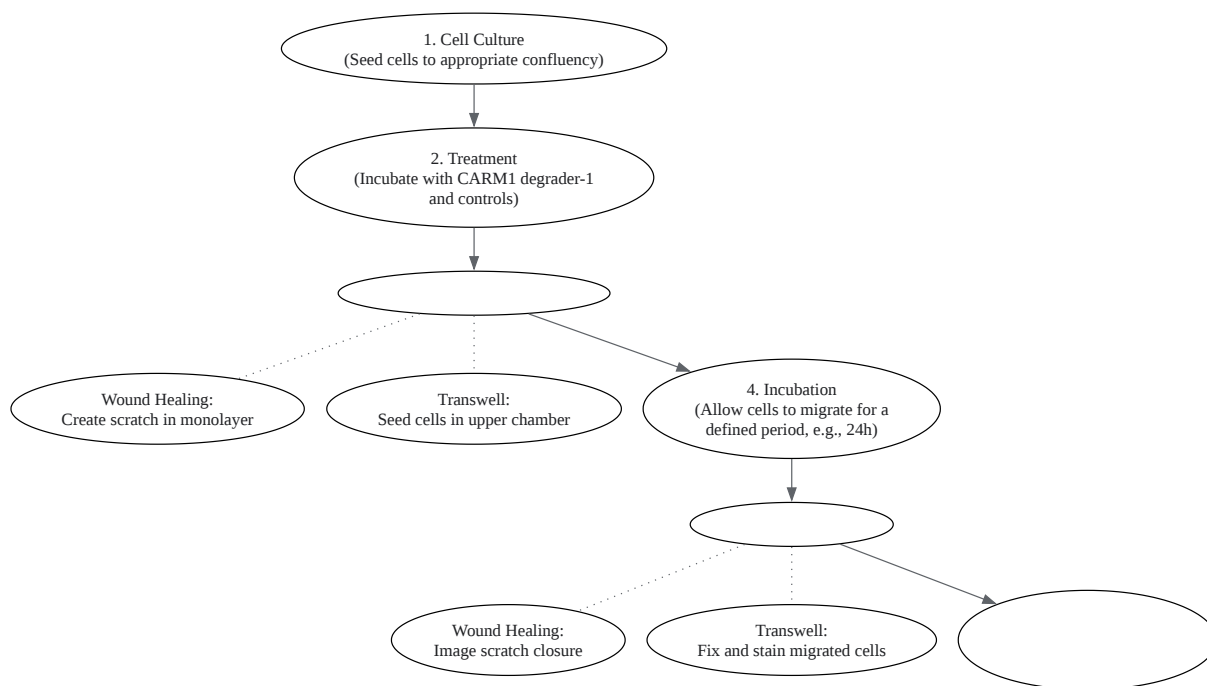 1. Cell Culture
(Seed cells to appropriate confluency)
2. Treatment
(Incubate with CARM1 degrader-1
and controls)
Wound Healing:
Create scratch in monolayer
Transwell:
Seed cells in upper chamber
4. Incubation
(Allow cells to migrate for a
defined period, e.g., 24h)
Wound Healing:
Image scratch closure
Transwell:
Fix and stain migrated cells